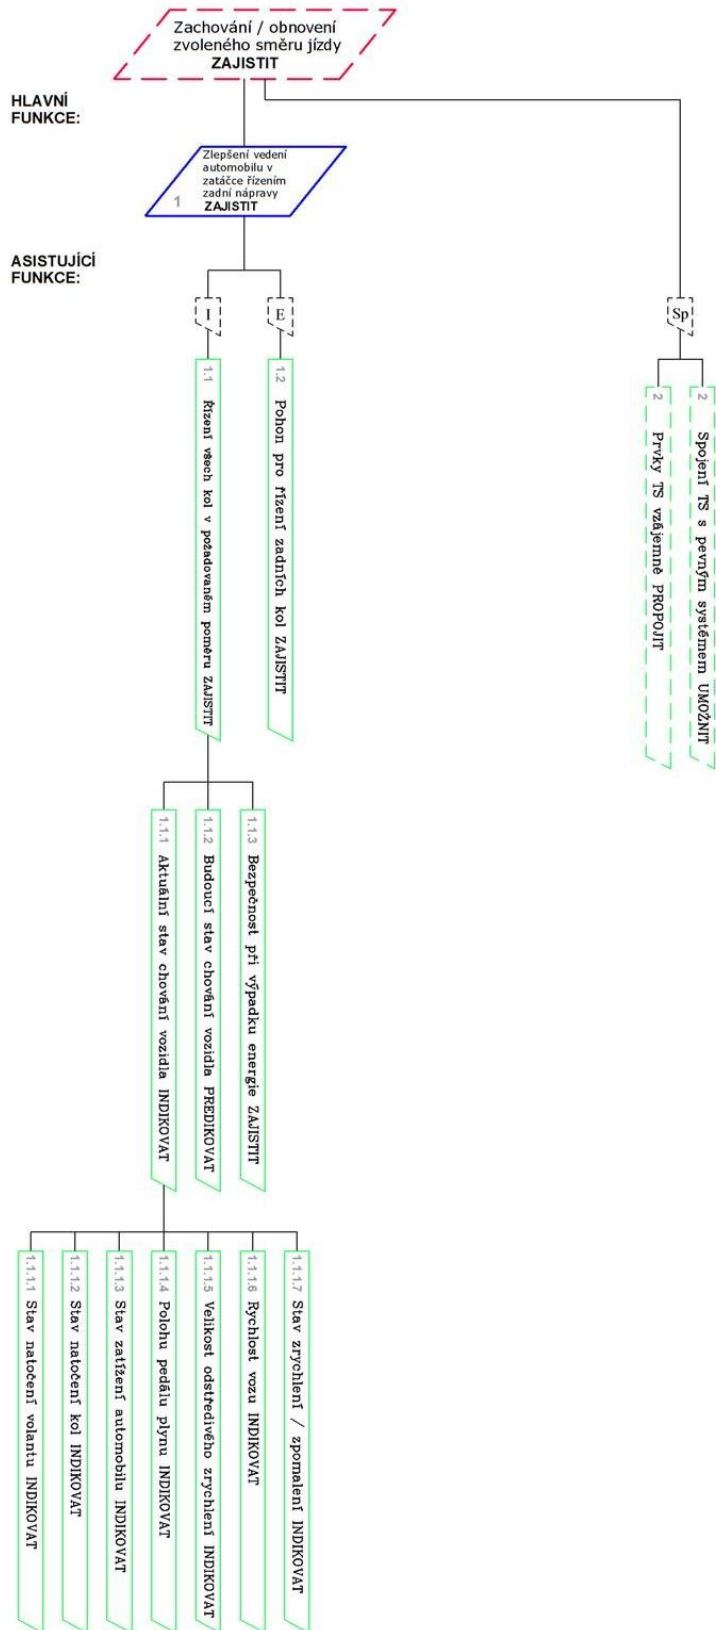 Zachování / obnovení
zvoleného směru jízdy
ZAJISTIT
HLAVNÍ
FUNKCE:
Zlepšení vedení
automobilu v
zatáčce řízením
zadní nápravy
1 ZAJISTIT
ASISTUJÍCÍ
FUNKCE:
I
E
Sp
1.1 Řízení všech kol v požadovaném poměru ZAJISTIT
1.2 Pohon pro řízení zadních kol ZAJISTIT
2 Prvky TS vzájemně PROPOJIT
2 Spojení TS s pevným systémem UMOŽNIT
1.1.1 Aktuální stav chování vozidla INDIKOVAT
1.1.2 Budoucí stav chování vozidla PREDIKOVAT
1.1.3 Bezpečnost při výpadku energie ZAJISTIT
1.1.1.1 Stav natočení volantu INDIKOVAT
1.1.1.2 Stav natočení kol INDIKOVAT
1.1.1.3 Stav zatížení automobilu INDIKOVAT
1.1.1.4 Polohu pedálu plynu INDIKOVAT
1.1.1.5 Velikost odstředivého zrychlení INDIKOVAT
1.1.1.6 Rychlost vozu INDIKOVAT
1.1.1.7 Stav zrychlení / zpomalení INDIKOVAT